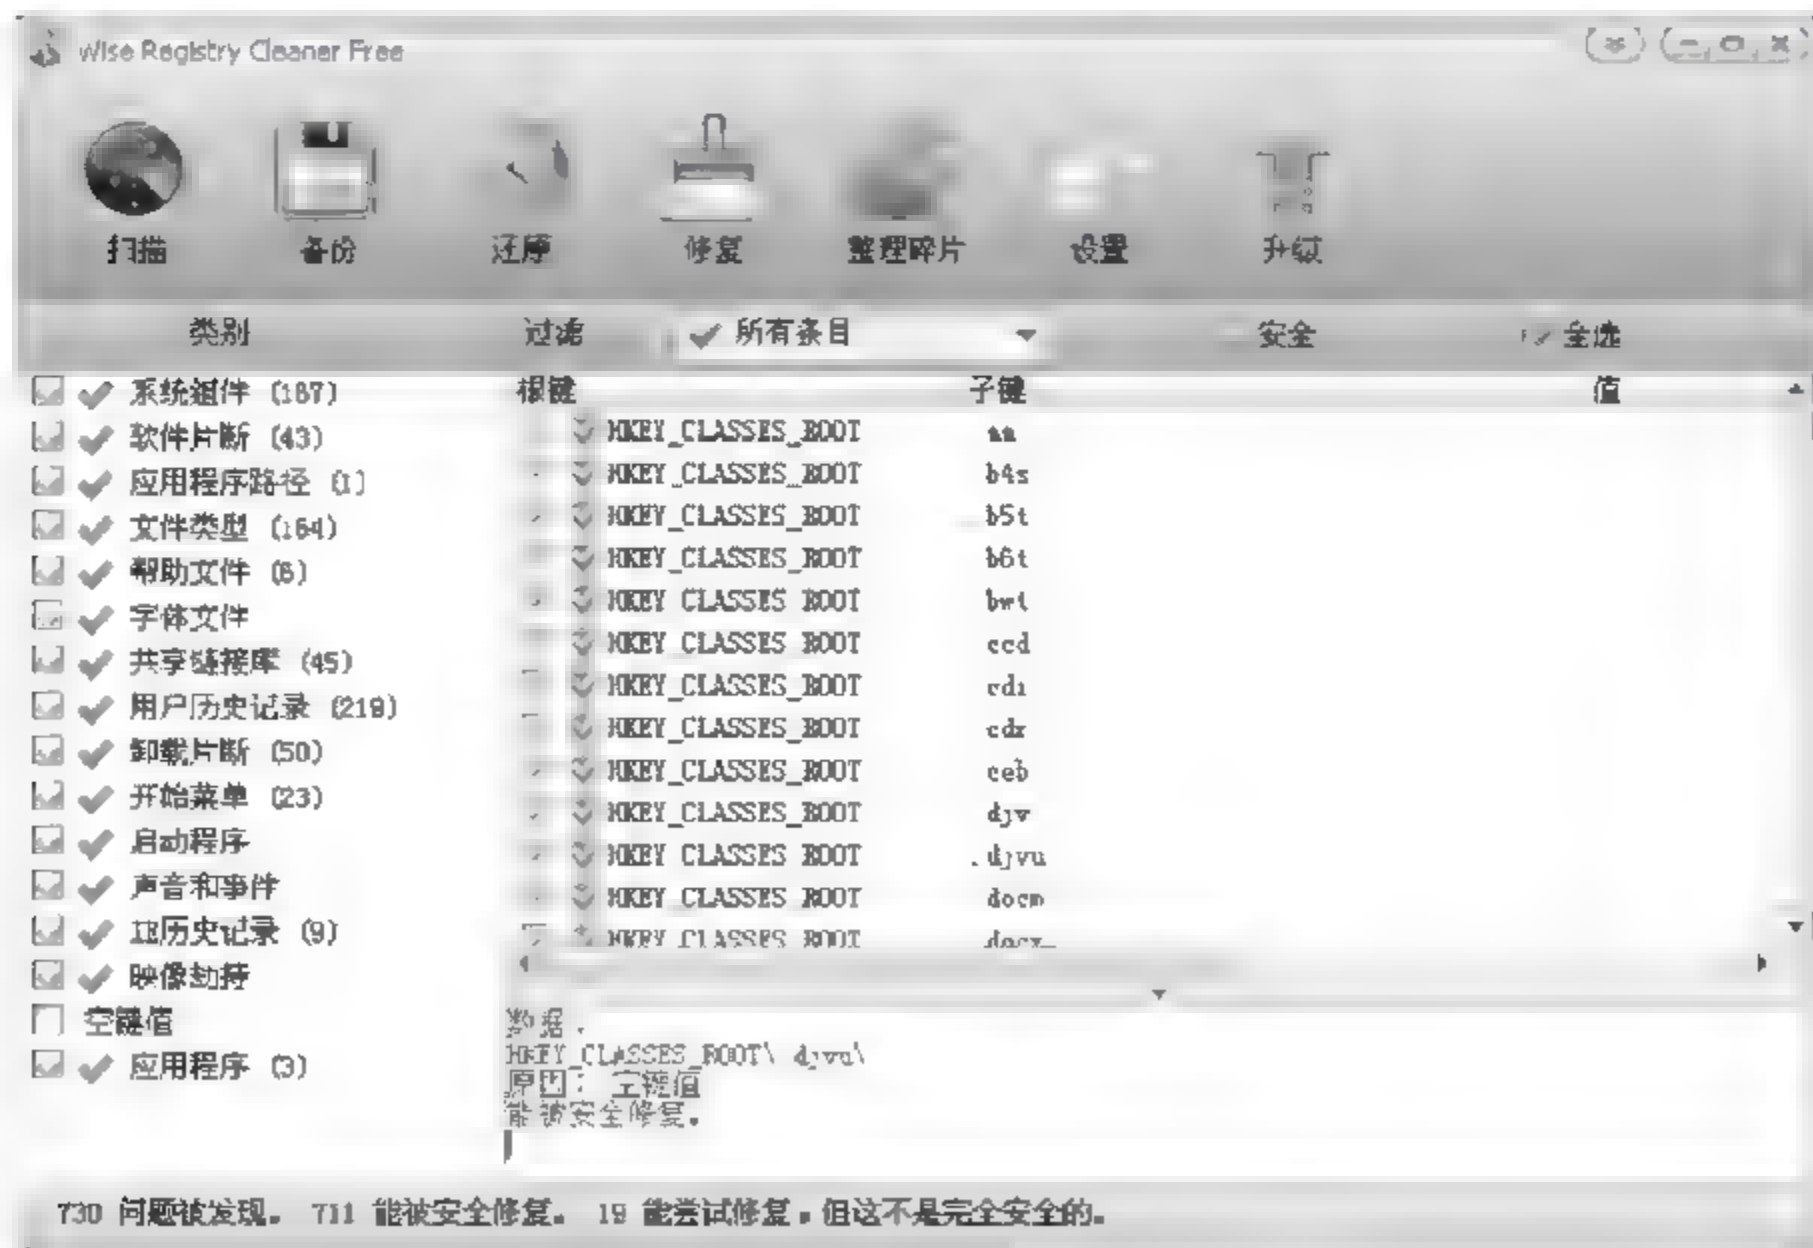 Wise Registry Cleaner Free
扫描 备份 还原 修复 整理碎片 设置 升级
类别 过滤 所有条目 安全 全选
系统组件 (187)
软件片断 (43)
应用程序路径 (1)
文件类型 (164)
帮助文件 (6)
字体文件
共享链接库 (45)
用户历史记录 (219)
卸载片断 (50)
开始菜单 (23)
启动程序
声音和事件
IE历史记录 (9)
映像劫持
空键值
应用程序 (3)
根键 子键 值
HKEY_CLASSES_ROOT
HKEY_CLASSES_ROOT b4s
HKEY_CLASSES_ROOT b5t
HKEY_CLASSES_ROOT b6t
HKEY_CLASSES_ROOT bwt
HKEY_CLASSES_ROOT ccd
HKEY_CLASSES_ROOT cdi
HKEY_CLASSES_ROOT cdr
HKEY_CLASSES_ROOT ceb
HKEY_CLASSES_ROOT djv
HKEY_CLASSES_ROOT .djvu
HKEY_CLASSES_ROOT docm
HKEY_CLASSES_ROOT docx
数据:
HKEY_CLASSES_ROOT\.djvu\
原因: 空键值
能被安全修复。
730 问题被发现。 711 能被安全修复。 19 能尝试修复,但这不是完全安全的。